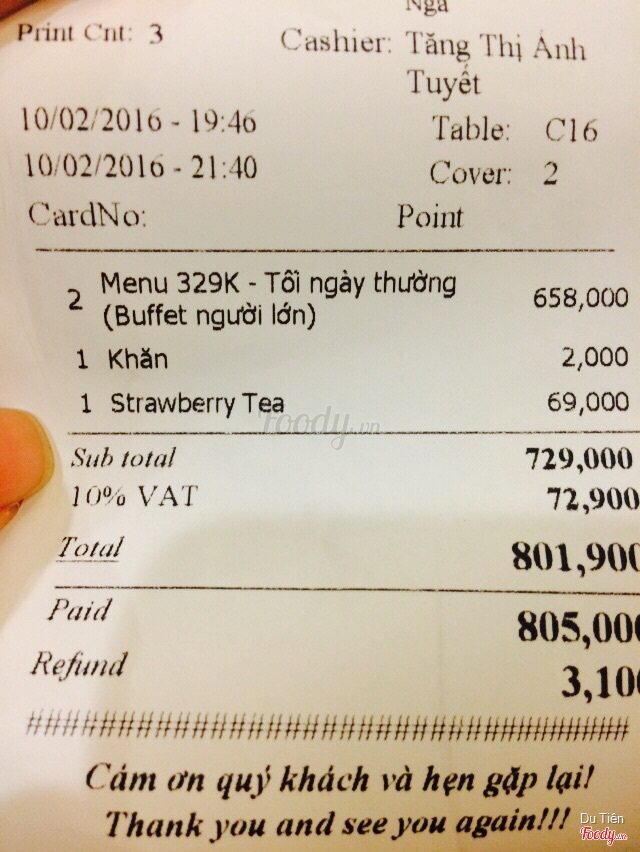 Nga
Print Cnt: 3 Cashier: Tăng Thị Ánh
Tuyết
10/02/2016 - 19:46 Table: C16
10/02/2016 - 21:40 Cover: 2
CardNo: Point
2 Menu 329K - Tối ngày thường
(Buffet người lớn) 658,000
1 Khăn 2,000
1 Strawberry Tea 69,000
Foody.vn
Sub total 729,000
10% VAT 72,900
Total 801,900
Paid 805,000
Refund 3,100
########################################
Cám ơn quý khách và hẹn gặp lại!
Thank you and see you again!!!
Du Tiên
Foody.vn